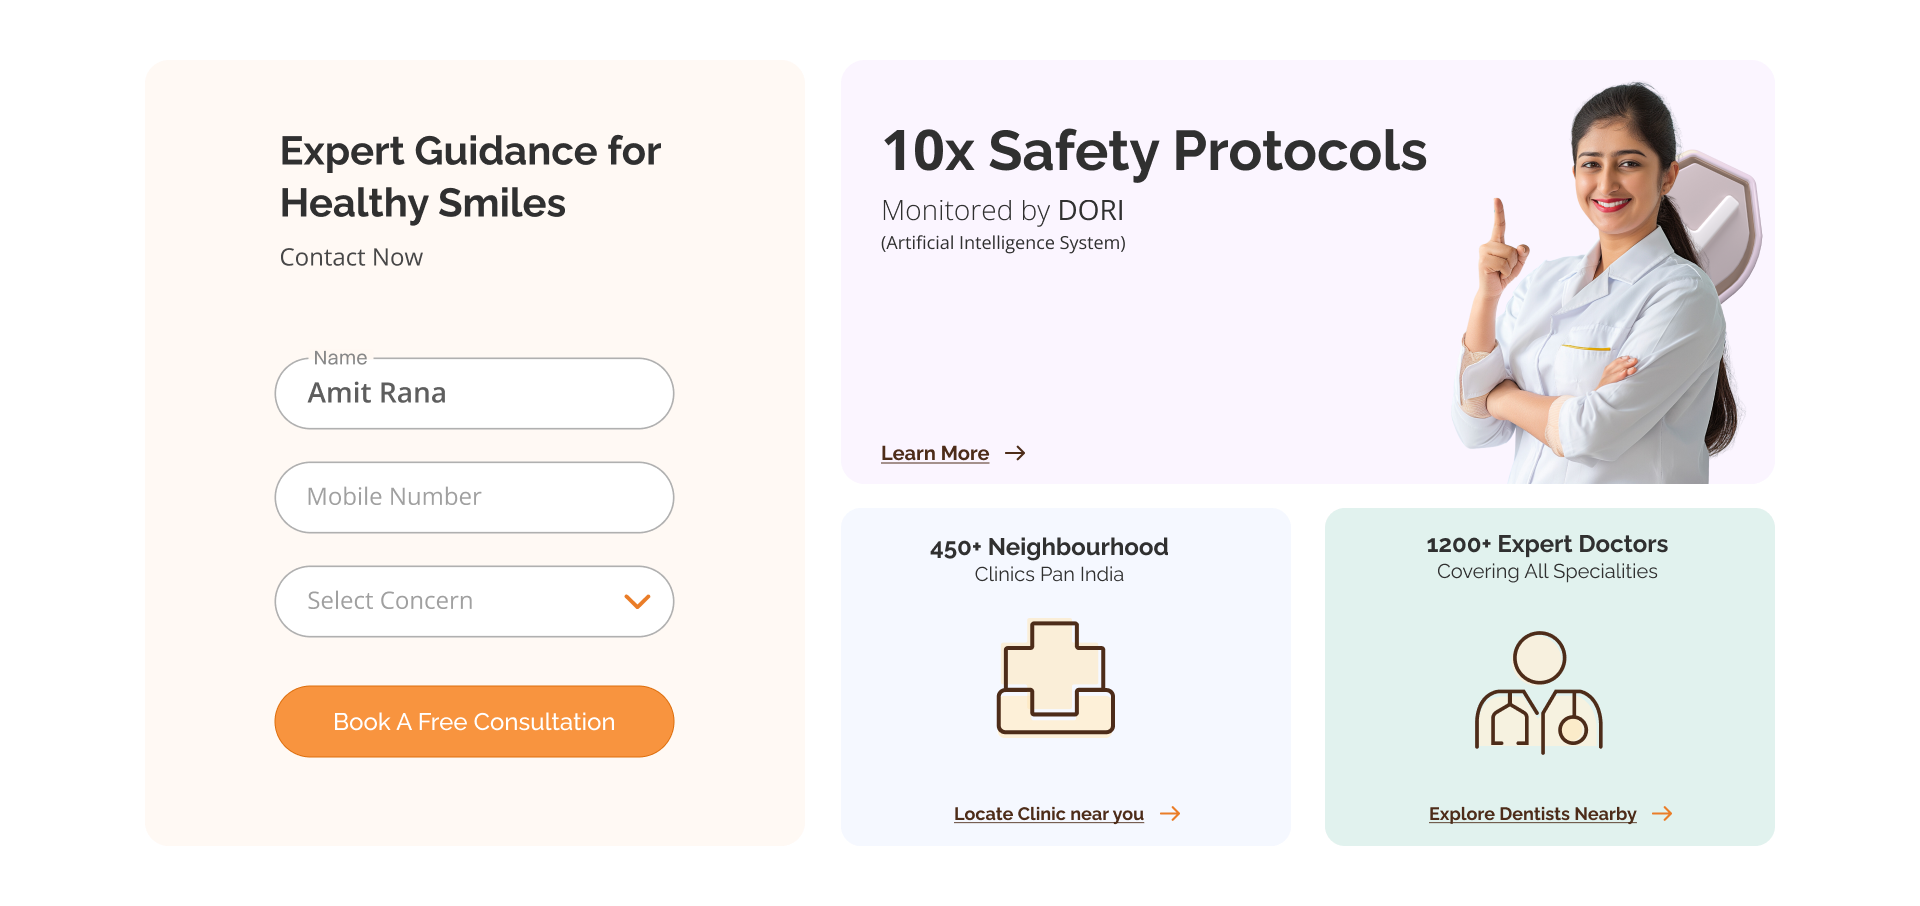 Expert Guidance for
Healthy Smiles
Contact Now
Name
Amit Rana
Mobile Number
Select Concern
Book A Free Consultation
10x Safety Protocols
Monitored by DORI
(Artificial Intelligence System)
Learn More
450+ Neighbourhood
Clinics Pan India
Locate Clinic near you
1200+ Expert Doctors
Covering All Specialities
Explore Dentists Nearby